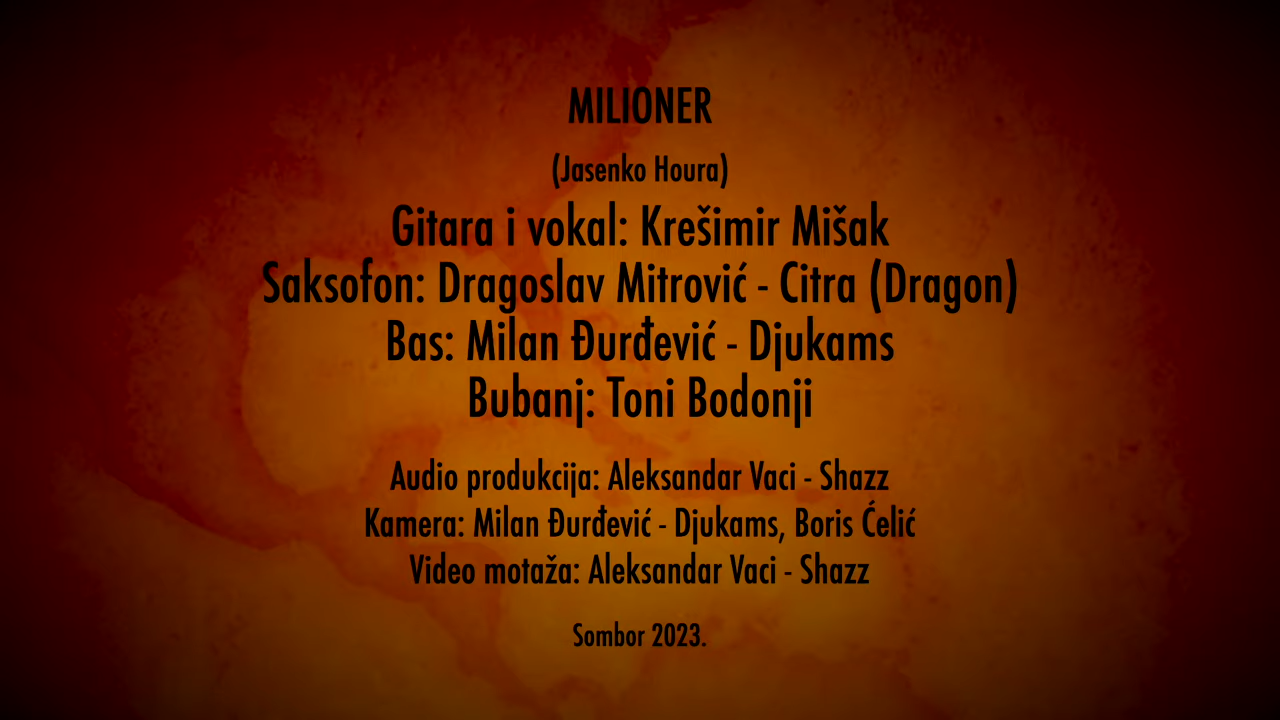 MILIONER
(Jasenko Houra)
Gitara i vokal: Krešimir Mišak
Saksofon: Dragoslav Mitrović - Citra (Dragon)
Bas: Milan Đurđević - Djukams
Bubanj: Toni Bodonji
Audio produkcija: Aleksandar Vaci - Shazz
Kamera: Milan Đurđević - Djukams, Boris Ćelić
Video motaža: Aleksandar Vaci - Shazz
Sombor 2023.